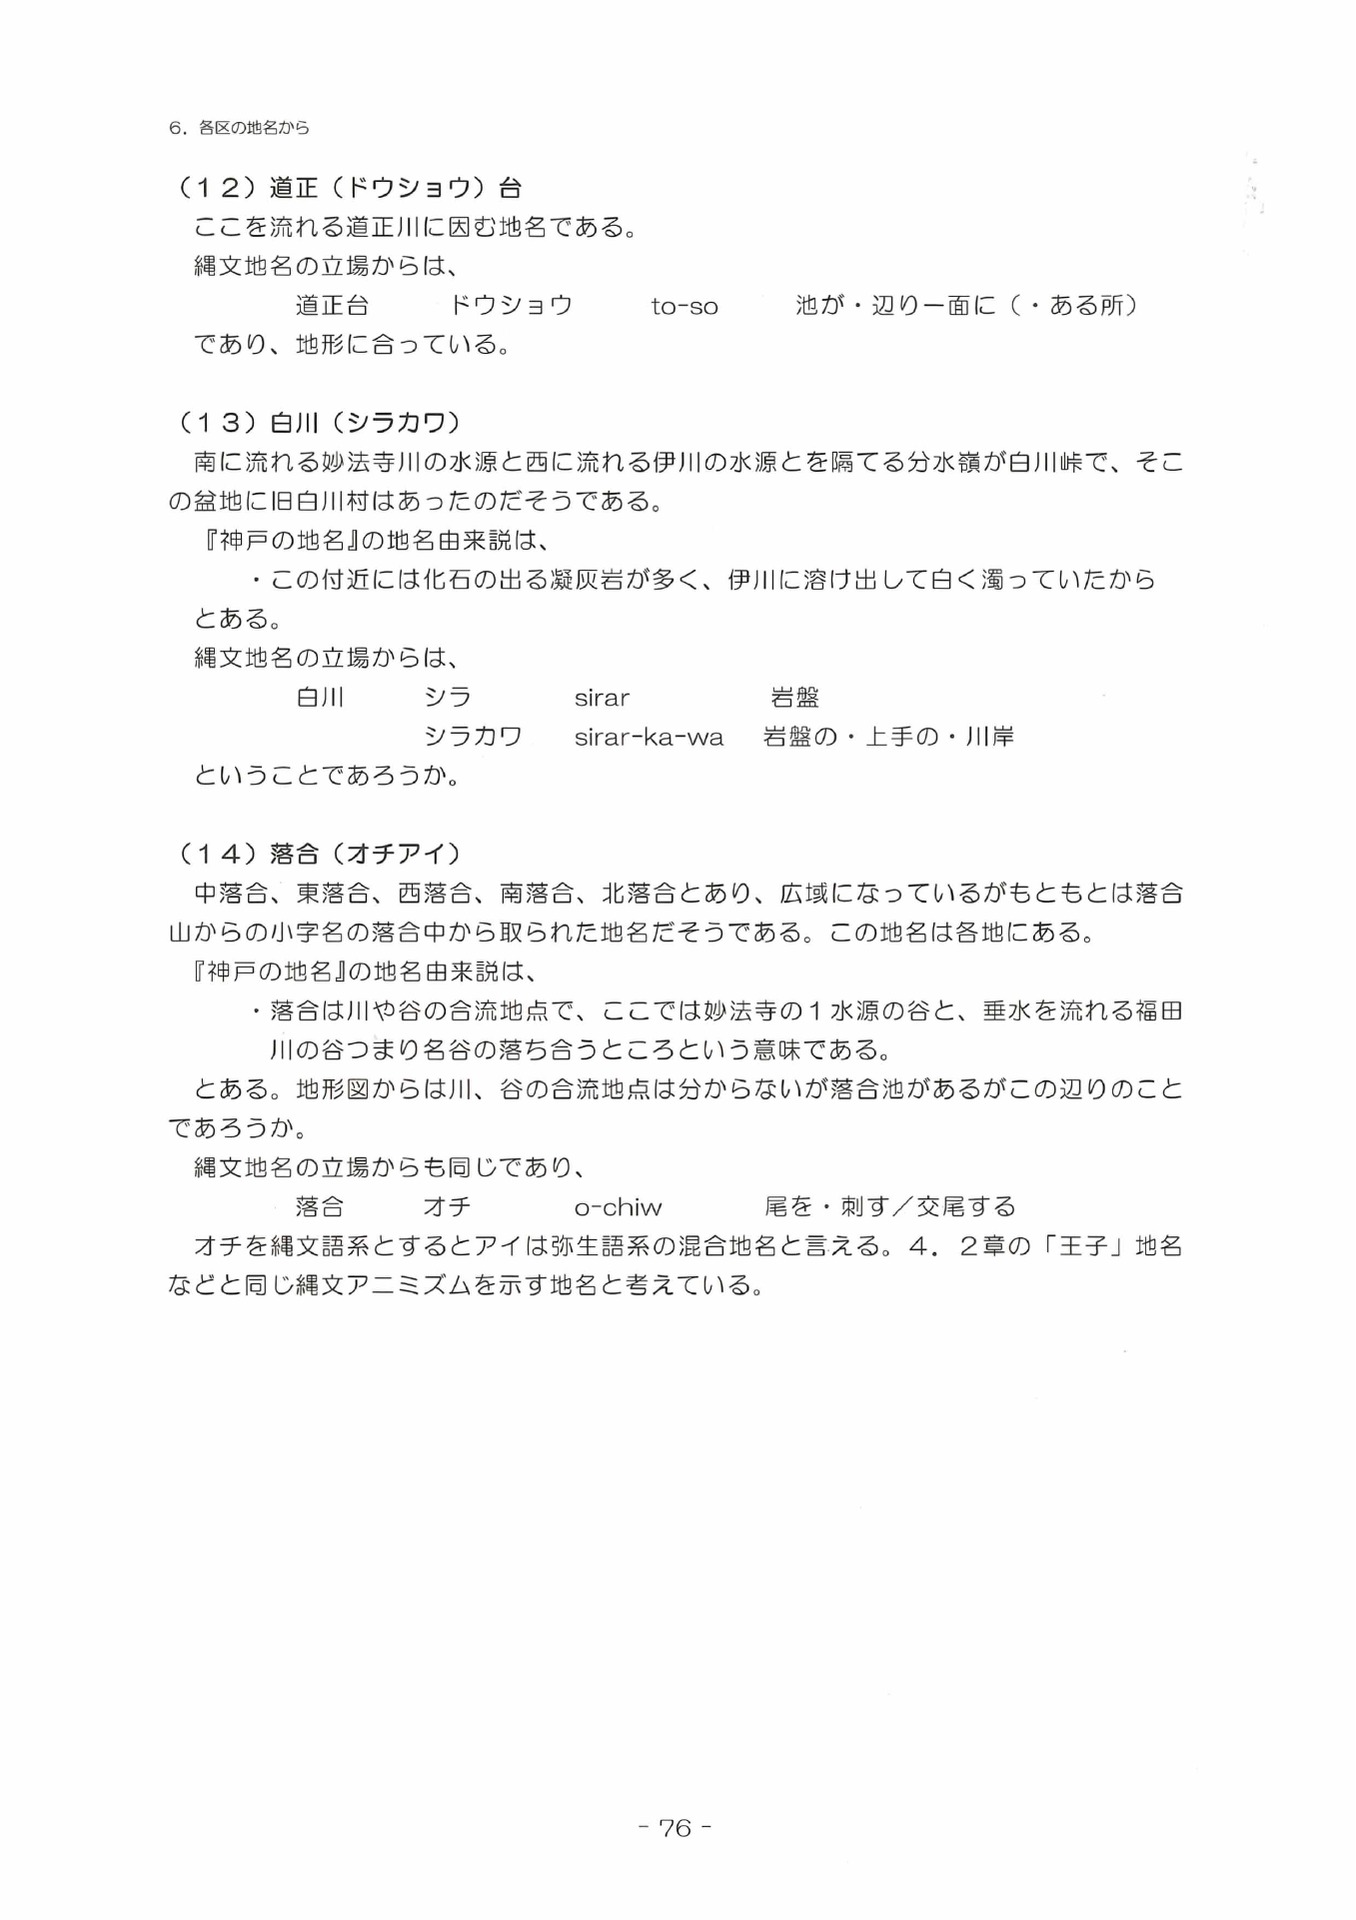 6．各区の地名から
（１２）道正（ドウショウ）台
ここを流れる道正川に因む地名である。
縄文地名の立場からは、
道正台　ドウショウ　to-so　池が・辺り一面に（・ある所）
であり、地形に合っている。
（１３）白川（シラカワ）
南に流れる妙法寺川の水源と西に流れる伊川の水源とを隔てる分水嶺が白川峠で、そこ
の盆地に旧白川村はあったのだそうである。
『神戸の地名』の地名由来説は、
・この付近には化石の出る凝灰岩が多く、伊川に溶け出して白く濁っていたから
とある。
縄文地名の立場からは、
白川　シラ　sirar　岩盤
シラカワ　sirar-ka-wa　岩盤の・上手の・川岸
ということであろうか。
（１４）落合（オチアイ）
中落合、東落合、西落合、南落合、北落合とあり、広域になっているがもともとは落合
山からの小字名の落合中から取られた地名だそうである。この地名は各地にある。
『神戸の地名』の地名由来説は、
・落合は川や谷の合流地点で、ここでは妙法寺の１水源の谷と、垂水を流れる福田
川の谷つまり名谷の落ち合うところという意味である。
とある。地形図からは川、谷の合流地点は分からないが落合池があるがこの辺りのこと
であろうか。
縄文地名の立場からも同じであり、
落合　オチ　o-chiw　尾を・刺す／交尾する
オチを縄文語系とするとアイは弥生語系の混合地名と言える。４．２章の「王子」地名
などと同じ縄文アニミズムを示す地名と考えている。
- 76 -